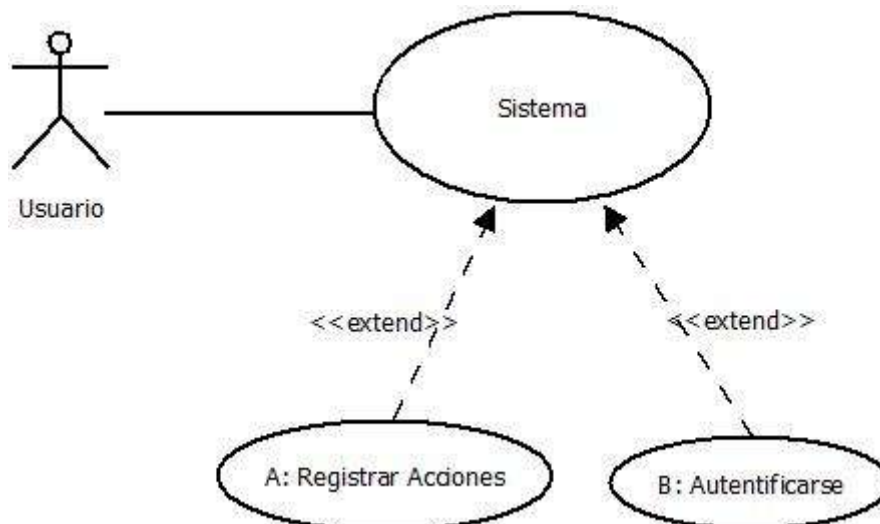 Sistema
Usuario
<<extend>>
<<extend>>
A: Registrar Acciones
B: Autentificarse